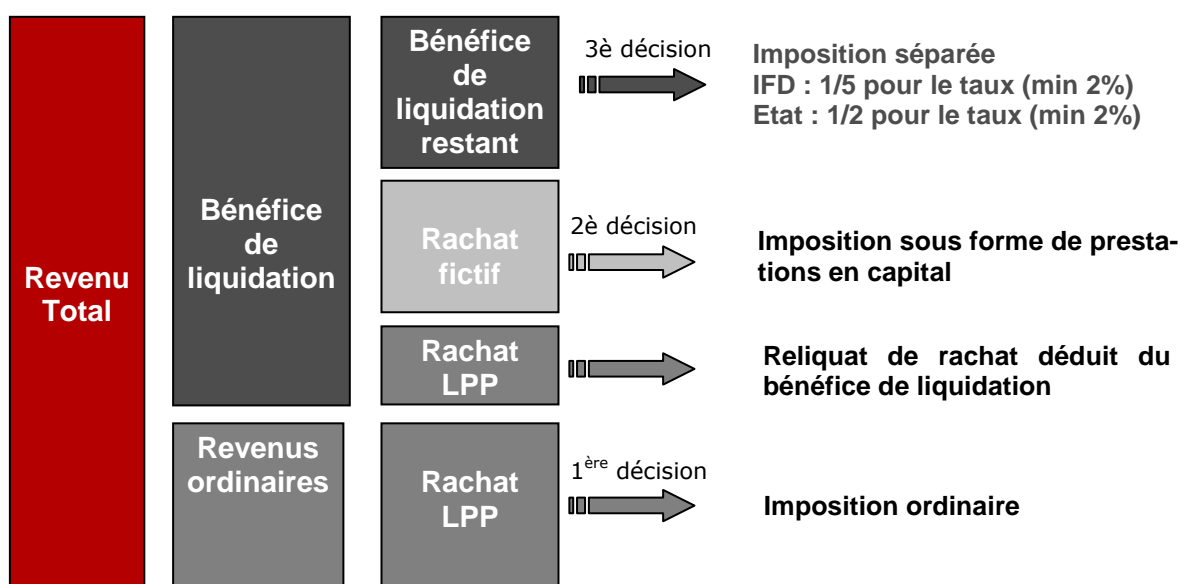 Revenu
Total
Bénéfice
de
liquidation
Revenus
ordinaires
Bénéfice
de
liquidation
restant
3è décision
Imposition séparée
IFD : 1/5 pour le taux (min 2%)
Etat : 1/2 pour le taux (min 2%)
Rachat
fictif
2è décision
Imposition sous forme de presta-
tions en capital
Rachat
LPP
Reliquat de rachat déduit du
bénéfice de liquidation
Rachat
LPP
1ère décision
Imposition ordinaire